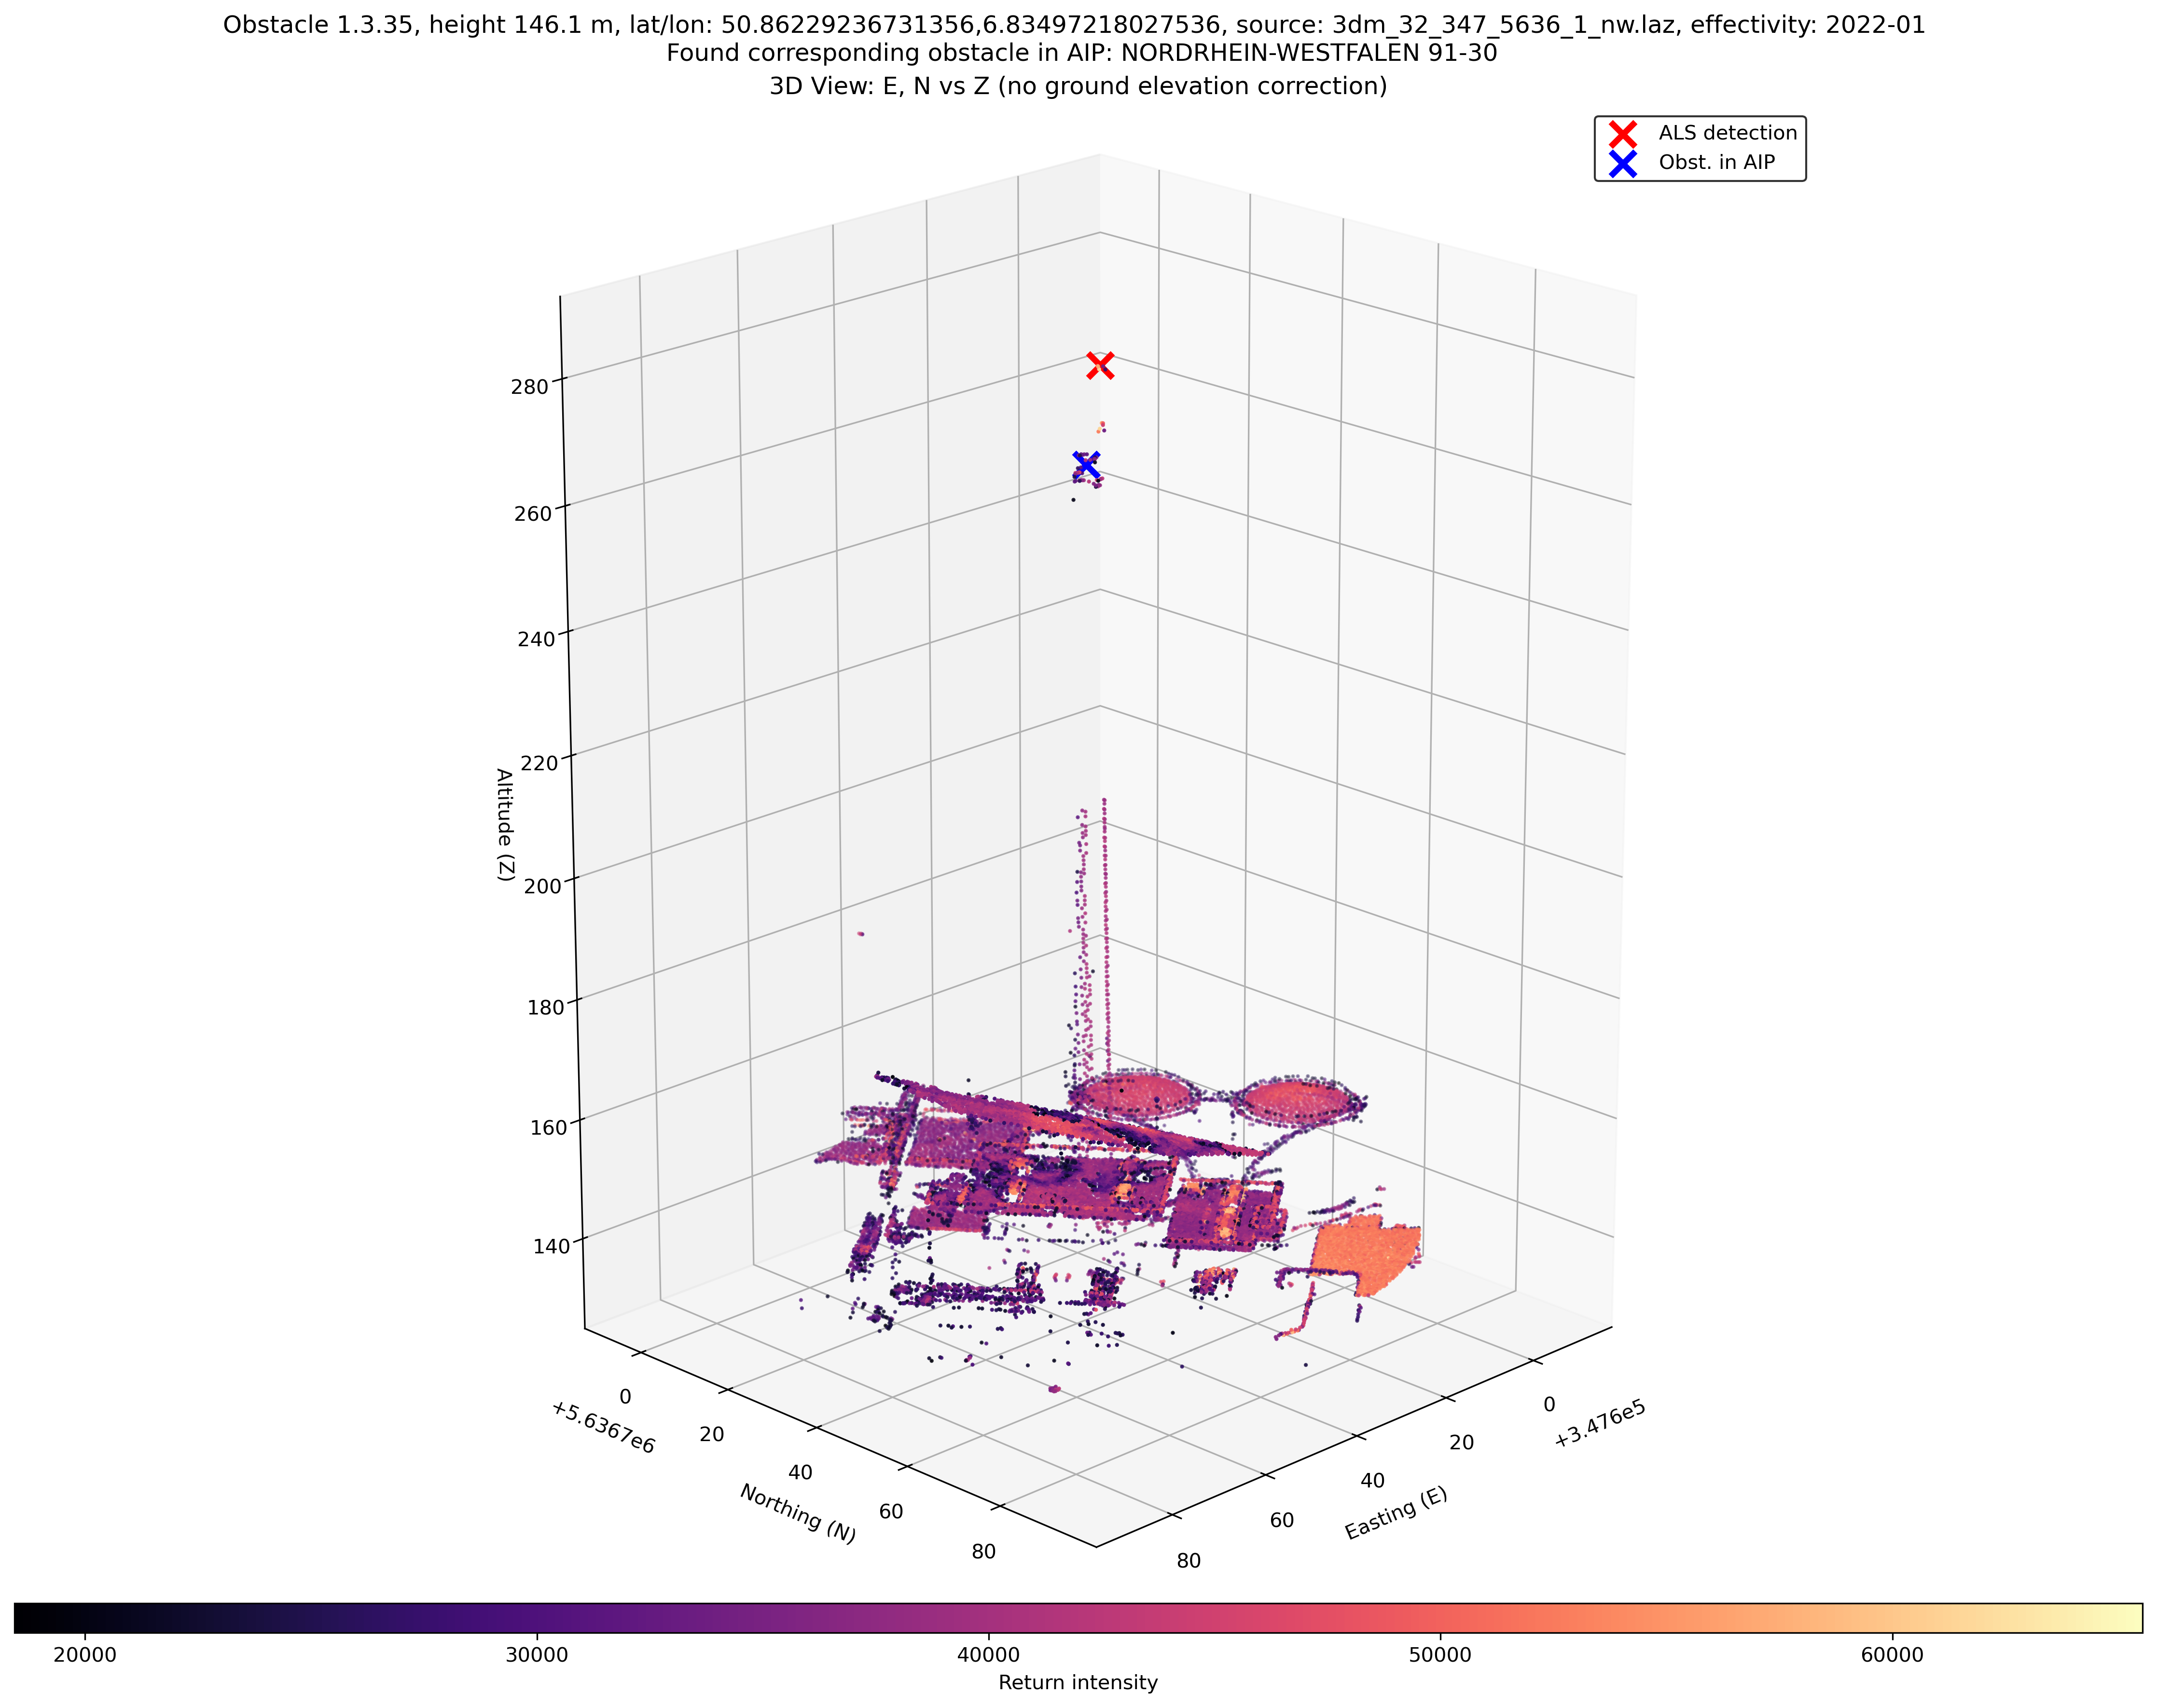 Obstacle 1.3.35, height 146.1 m, lat/lon: 50.86229236731356,6.83497218027536, source: 3dm_32_347_5636_1_nw.laz, effectivity: 2022-01
Found corresponding obstacle in AIP: NORDRHEIN-WESTFALEN 91-30
3D View: E, N vs Z (no ground elevation correction)
ALS detection
Obst. in AIP
280
260
240
220
200
180
160
140
Altitude (Z)
0
20
40
60
80
+5.6367e6
Northing (N)
0
20
40
60
80
+3.476e5
Easting (E)
20000
30000
40000
50000
60000
Return intensity